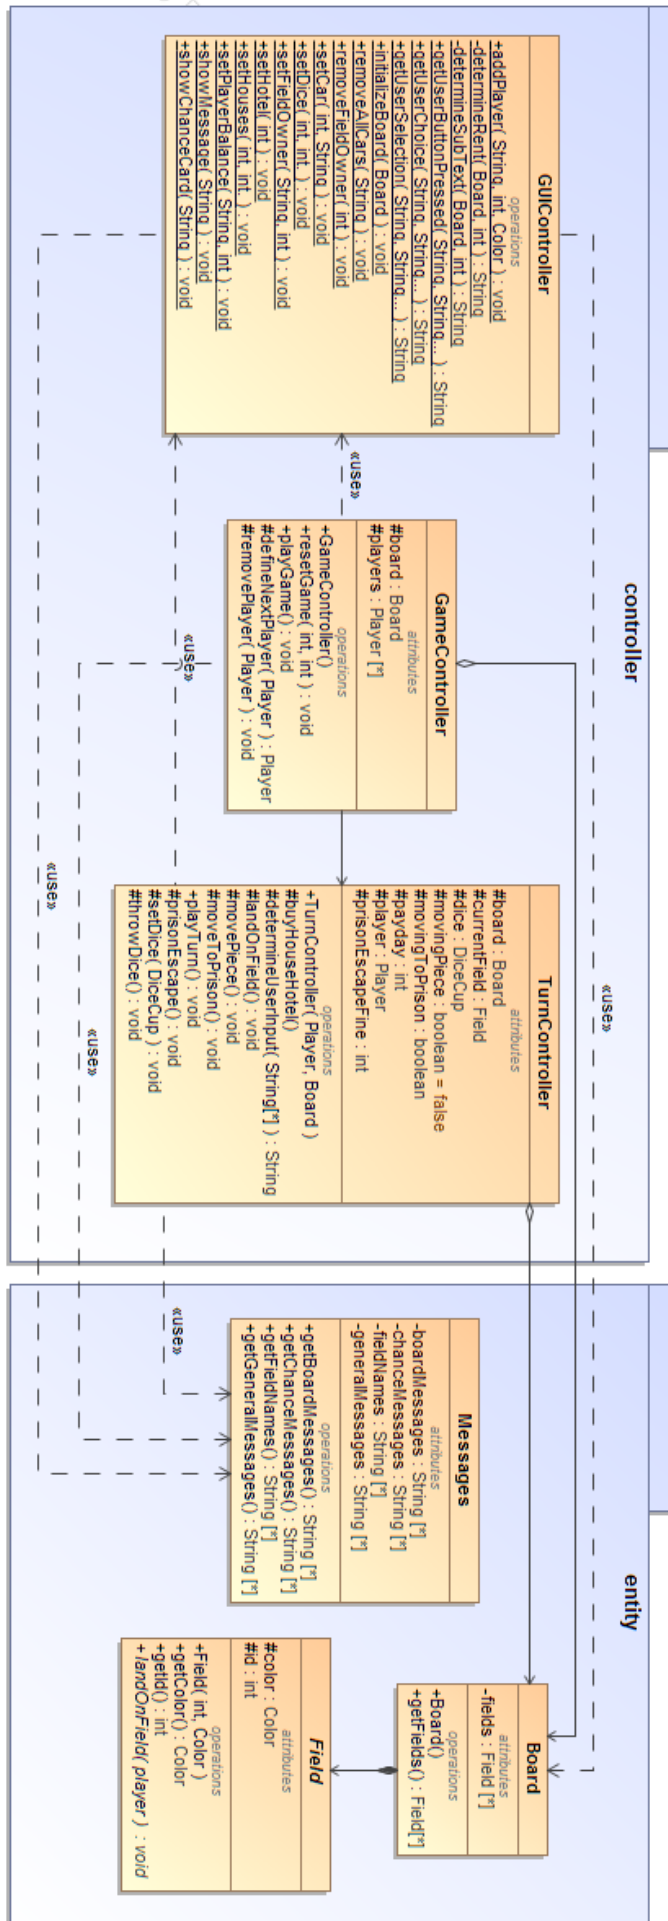 controller
GUIController
operations
+addPlayer( String, int, Color ) : void
-determineRent( Board, int ) : String
-determineSubText( Board, int ) : String
+getUserButtonPressed( String, String... ) : String
+getUserChoice( String, String... ) : String
+getUserSelection( String, String... ) : String
+initializeBoard( Board ) : void
+removeAllCars( String ) : void
+removeFieldOwner( int ) : void
+setCar( int, String ) : void
+setDice( int, int. ) : void
+setFieldOwner( String, int ) : void
+setHotel( int ) : void
+setHouses( int, int. ) : void
+setPlayerBalance( String, int ) : void
+showMessage( String ) : void
+showChanceCard( String ) : void
«use»
GameController
attributes
#board : Board
#players : Player [*]
operations
+GameController()
+resetGame( int, int ) : void
+playGame() : void
#defineNextPlayer( Player ) : Player
#removePlayer( Player ) : void
«use»
«use»
«use»
«use»
TurnController
attributes
#board : Board
#currentField : Field
#dice : DiceCup
#movingPiece : boolean = false
#movingToPrison : boolean
#payday : int
#player : Player
#prisonEscapeFine : int
operations
+TurnController( Player, Board )
#buyHouseHotel()
#determineUserInput( String[*] ) : String
#landOnField() : void
#movePiece() : void
#moveToPrison() : void
+playTurn() : void
#prisonEscape() : void
#setDice( DiceCup ) : void
#throwDice() : void
«use»
entity
Messages
attributes
-boardMessages : String [*]
-chanceMessages : String [*]
-fieldNames : String [*]
-generalMessages : String [*]
operations
+getBoardMessages() : String [*]
+getChanceMessages() : String [*]
+getFieldNames() : String [*]
+getGeneralMessages() : String [*]
Board
attributes
-fields : Field [*]
operations
+Board()
+getFields() : Field[*]
Field
attributes
#color : Color
#id : int
operations
+Field( int, Color )
+getColor() : Color
+getId() : int
+landOnField( player ) : void